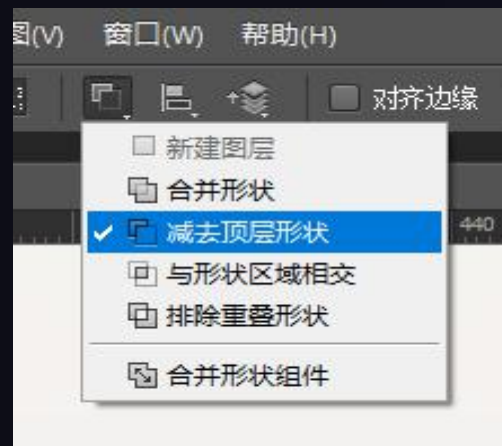 图(V) 窗口(W) 帮助(H)
对齐边缘
新建图层
合并形状
减去顶层形状
440
与形状区域相交
排除重叠形状
合并形状组件